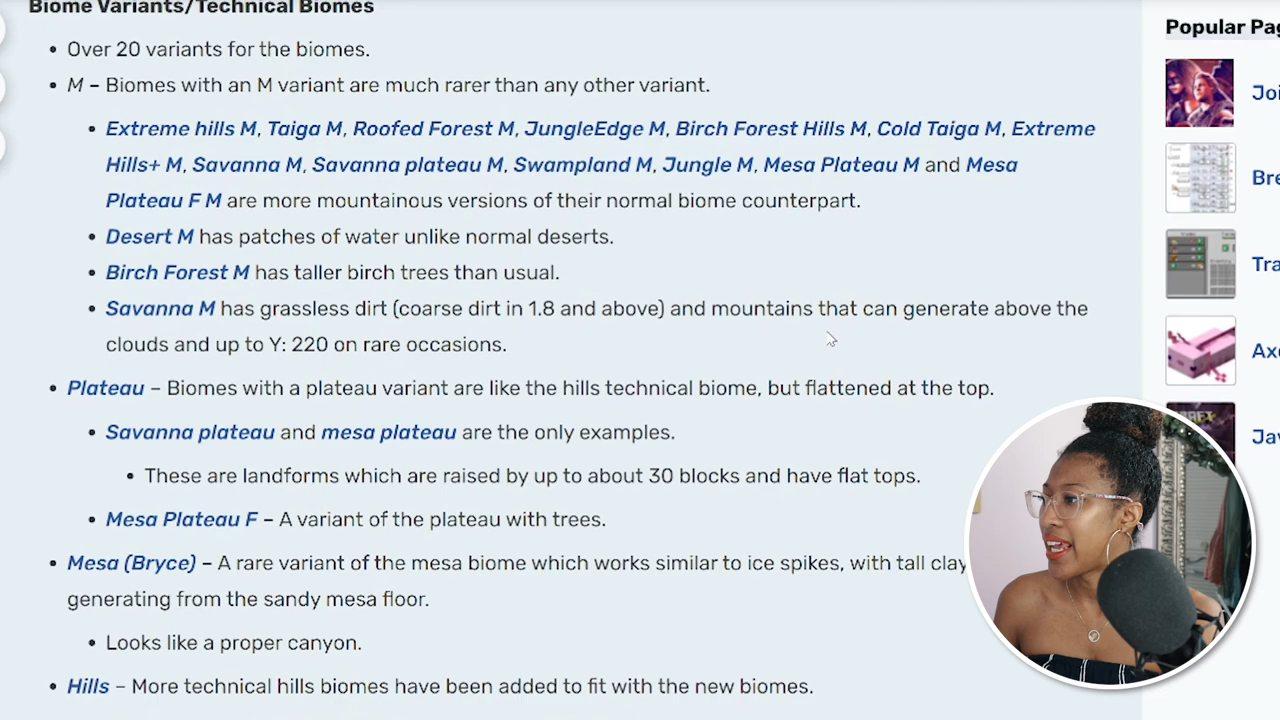 Biome Variants/Technical Biomes
Over 20 variants for the biomes.
M – Biomes with an M variant are much rarer than any other variant.
Extreme hills M, Taiga M, Roofed Forest M, JungleEdge M, Birch Forest Hills M, Cold Taiga M, Extreme
Hills+ M, Savanna M, Savanna plateau M, Swampland M, Jungle M, Mesa Plateau M and Mesa
Plateau F M are more mountainous versions of their normal biome counterpart.
Desert M has patches of water unlike normal deserts.
Birch Forest M has taller birch trees than usual.
Savanna M has grassless dirt (coarse dirt in 1.8 and above) and mountains that can generate above the
clouds and up to Y: 220 on rare occasions.
Plateau – Biomes with a plateau variant are like the hills technical biome, but flattened at the top.
Savanna plateau and mesa plateau are the only examples.
These are landforms which are raised by up to about 30 blocks and have flat tops.
Mesa Plateau F – A variant of the plateau with trees.
Mesa (Bryce) – A rare variant of the mesa biome which works similar to ice spikes, with tall clay
generating from the sandy mesa floor.
Looks like a proper canyon.
Hills – More technical hills biomes have been added to fit with the new biomes.
Popular Pag
Joi
Bre
Tra
Axo
Jav